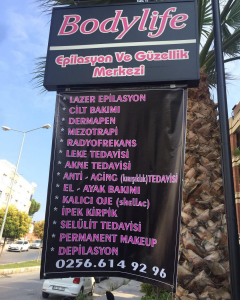 Bodylife
Epilasyon Ve Güzellik
Merkezi
* LAZER EPİLASYON
* CİLT BAKIMI
* DERMAPEN
* MEZOTRAPİ
* RADYOFREKANS
* LEKE TEDAVİSİ
* AKNE TEDAVİSİ
* ANTİ - AGİNG (kırışıklık) TEDAVİSİ
* EL - AYAK BAKIMI
* KALICI OJE (shellac)
* İPEK KİRPİK
* SELÜLİT TEDAVİSİ
* PERMANENT MAKEUP
* DEPİLASYON
0256.614 92 96